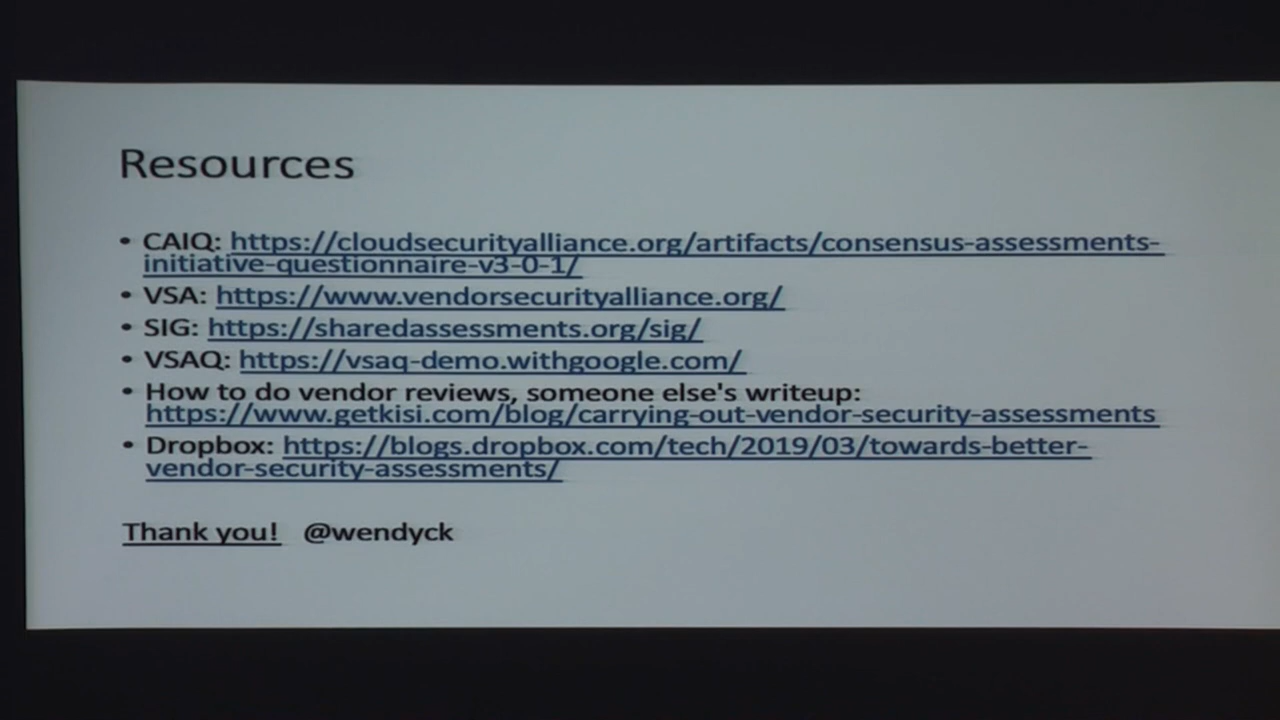 Resources
• CAIQ: https://cloudsecurityalliance.org/artifacts/consensus-assessments-
initiative-questionnaire-v3-0-1/
• VSA: https://www.vendorsecurityalliance.org/
• SIG: https://sharedassessments.org/sig/
• VSAQ: https://vsaq-demo.withgoogle.com/
• How to do vendor reviews, someone else's writeup:
https://www.getkisi.com/blog/carrying-out-vendor-security-assessments
• Dropbox: https://blogs.dropbox.com/tech/2019/03/towards-better-
vendor-security-assessments/
Thank you! @wendyck